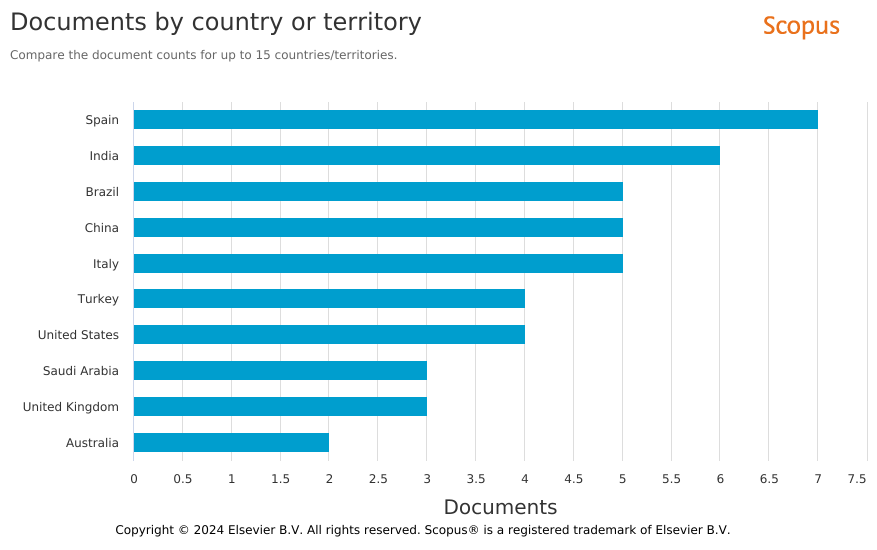 Documents by country or territory
Scopus
Compare the document counts for up to 15 countries/territories.
Spain
India
Brazil
China
Italy
Turkey
United States
Saudi Arabia
United Kingdom
Australia
0 0.5 1 1.5 2 2.5 3 3.5 4 4.5 5 5.5 6 6.5 7 7.5
Documents
Copyright © 2024 Elsevier B.V. All rights reserved. Scopus® is a registered trademark of Elsevier B.V.